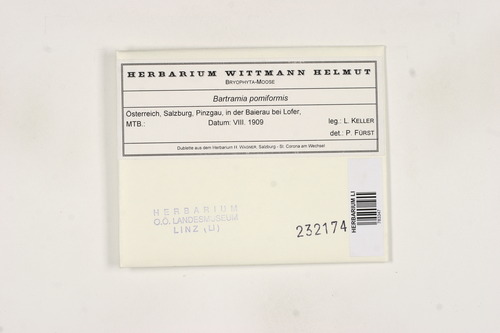 HERBARIUM WITTMANN HELMUT
BRYOPHYTA-MOOSE
Bartramia pomiformis
Österreich, Salzburg, Pinzgau, in der Baierau bei Lofer,
MTB.: Datum: VIII. 1909 leg.: L. KELLER
det.: P. FÜRST
Dublette aus dem Herbarium H. WAGNER, Salzburg - St. Corona am Wechsel
HERBARIUM
O.Ö. LANDESMUSEUM
LINZ (LI)
232174
HERBARIUM LI